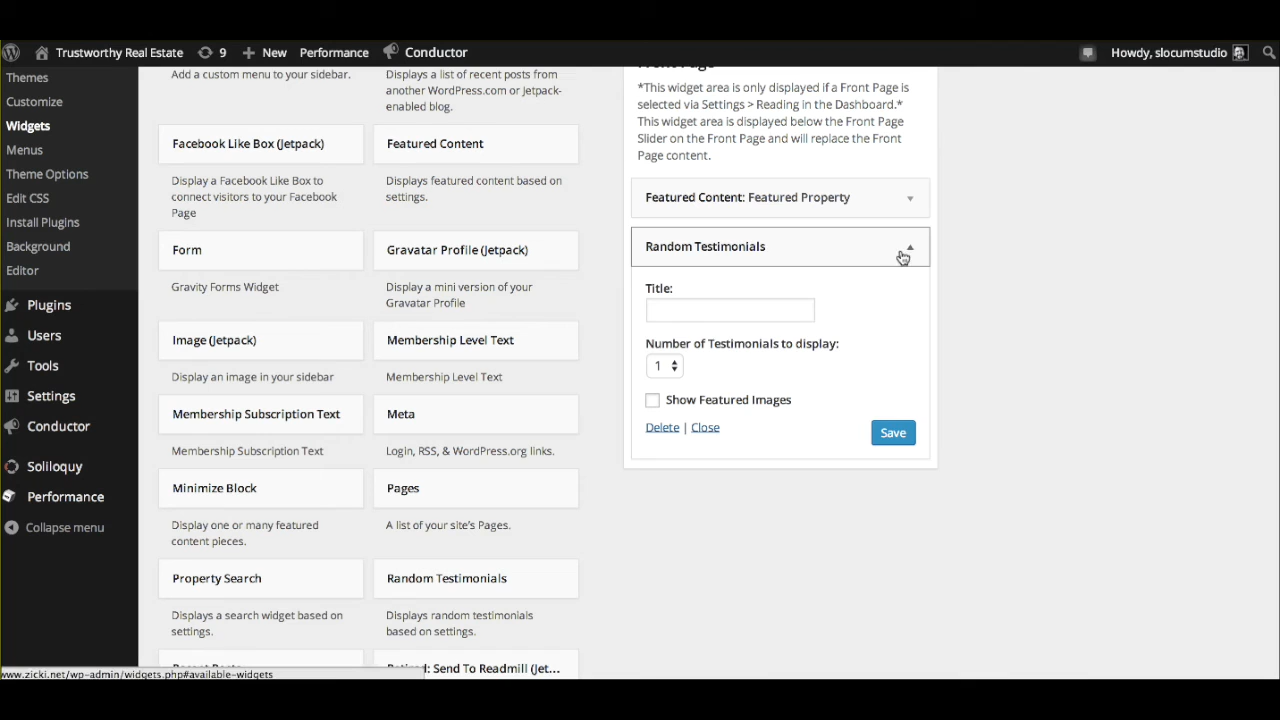 Trustworthy Real Estate 9 New Performance Conductor Howdy, slocumstudio
Themes
Customize
Widgets
Menus
Theme Options
Edit CSS
Install Plugins
Background
Editor
Plugins
Users
Tools
Settings
Conductor
Soliloquy
Performance
Collapse menu
Add a custom menu to your sidebar.
Displays a list of recent posts from
another WordPress.com or Jetpack-
enabled blog.
Facebook Like Box (Jetpack)
Display a Facebook Like Box to
connect visitors to your Facebook
Page
Featured Content
Displays featured content based on
settings.
Form
Gravity Forms Widget
Gravatar Profile (Jetpack)
Display a mini version of your
Gravatar Profile
Image (Jetpack)
Display an image in your sidebar
Membership Level Text
Membership Level Text
Membership Subscription Text
Membership Subscription Text
Meta
Login, RSS, & WordPress.org links.
Minimize Block
Display one or many featured
content pieces.
Pages
A list of your site's Pages.
Property Search
Displays a search widget based on
settings.
Random Testimonials
Displays random testimonials
based on settings.
Retired: Send To Readmill (Jet...
*This widget area is only displayed if a Front Page is
selected via Settings > Reading in the Dashboard.*
This widget area is displayed below the Front Page
Slider on the Front Page and will replace the Front
Page content.
Featured Content: Featured Property
Random Testimonials
Title:
Number of Testimonials to display:
1
Show Featured Images
Delete | Close
Save
www.zicki.net/wp-admin/widgets.php#available-widgets